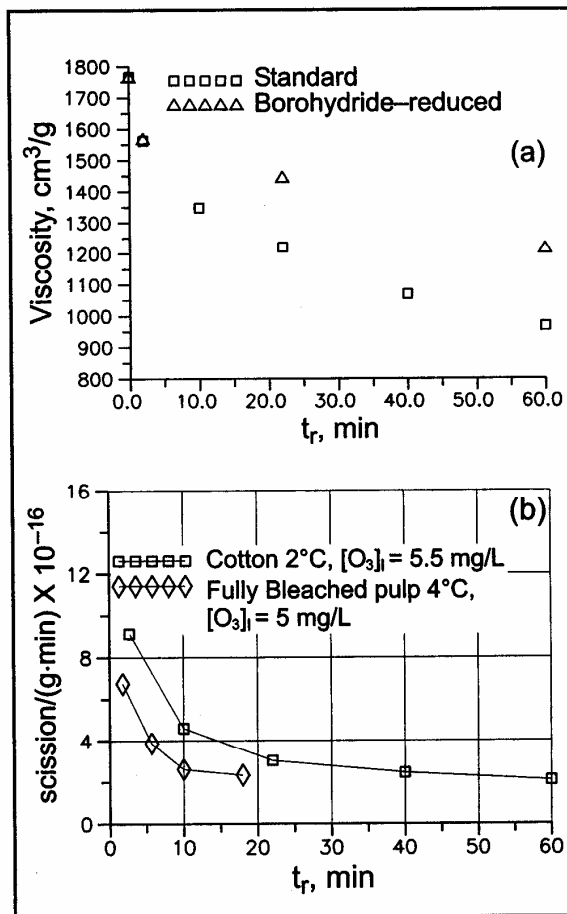 1800
1700
1600
1500
1400
1300
1200
1100
1000
900
800
Viscosity, cm³/g
□ □ □ □ □ Standard
△△△△△ Borohydride–reduced
(a)
0.0 10.0 20.0 30.0 40.0 50.0 60.0
tᵣ, min
16
12
8
4
0
scission/(g·min) X 10⁻¹⁶
(b)
Cotton 2°C, [O₃]ₗ = 5.5 mg/L
Fully Bleached pulp 4°C,
[O₃]ₗ = 5 mg/L
0 10 20 30 40 50 60
tᵣ, min